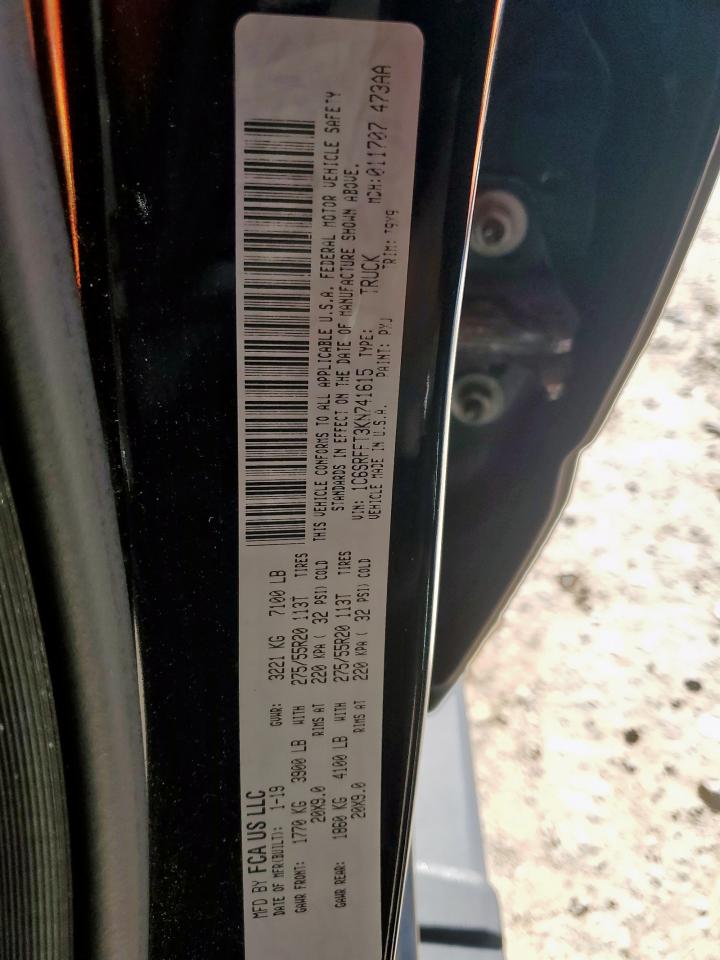 MFD BY FCA US LLC
DATE OF MFR(BUILT): 1-19 GVWR: 3221 KG 7100 LB
GAWR FRONT: 1770 KG 3900 LB WITH 275/55R20 113T TIRES
20X9.0 RIMS AT 220 KPA ( 32 PSI) COLD
GAWR REAR: 1860 KG 4100 LB WITH 275/55R20 113T TIRES
20X9.0 RIMS AT 220 KPA ( 32 PSI) COLD
THIS VEHICLE CONFORMS TO ALL APPLICABLE U.S.A. FEDERAL MOTOR VEHICLE SAFETY
STANDARDS IN EFFECT ON THE DATE OF MANUFACTURE SHOWN ABOVE.
VIN: 1C6SRFFT3KN741615 TYPE: TRUCK MDH:011707 473AA
VEHICLE MADE IN U.S.A. PAINT: PXJ TRIM: